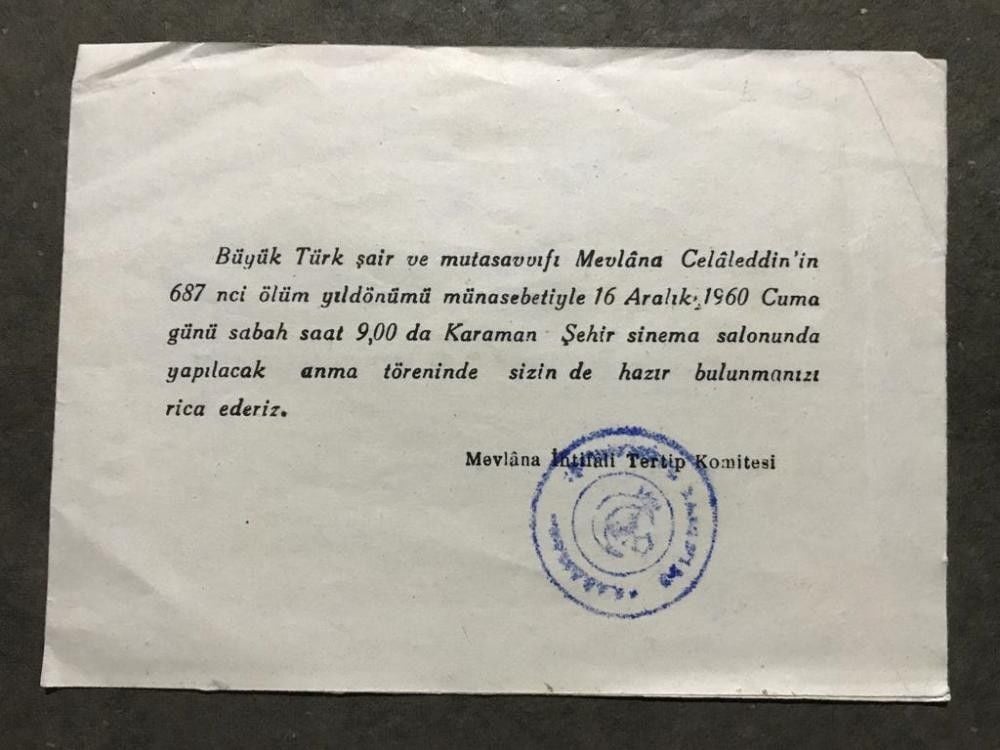 Büyük Türk şair ve mutasavvıfı Mevlâna Celâleddin'in
687 nci ölüm yıldönümü münasebetiyle 16 Aralık 1960 Cuma
günü sabah saat 9,00 da Karaman Şehir sinema salonunda
yapılacak anma töreninde sizin de hazır bulunmanızı
rica ederiz.
Mevlâna İhtifali Tertip Komitesi